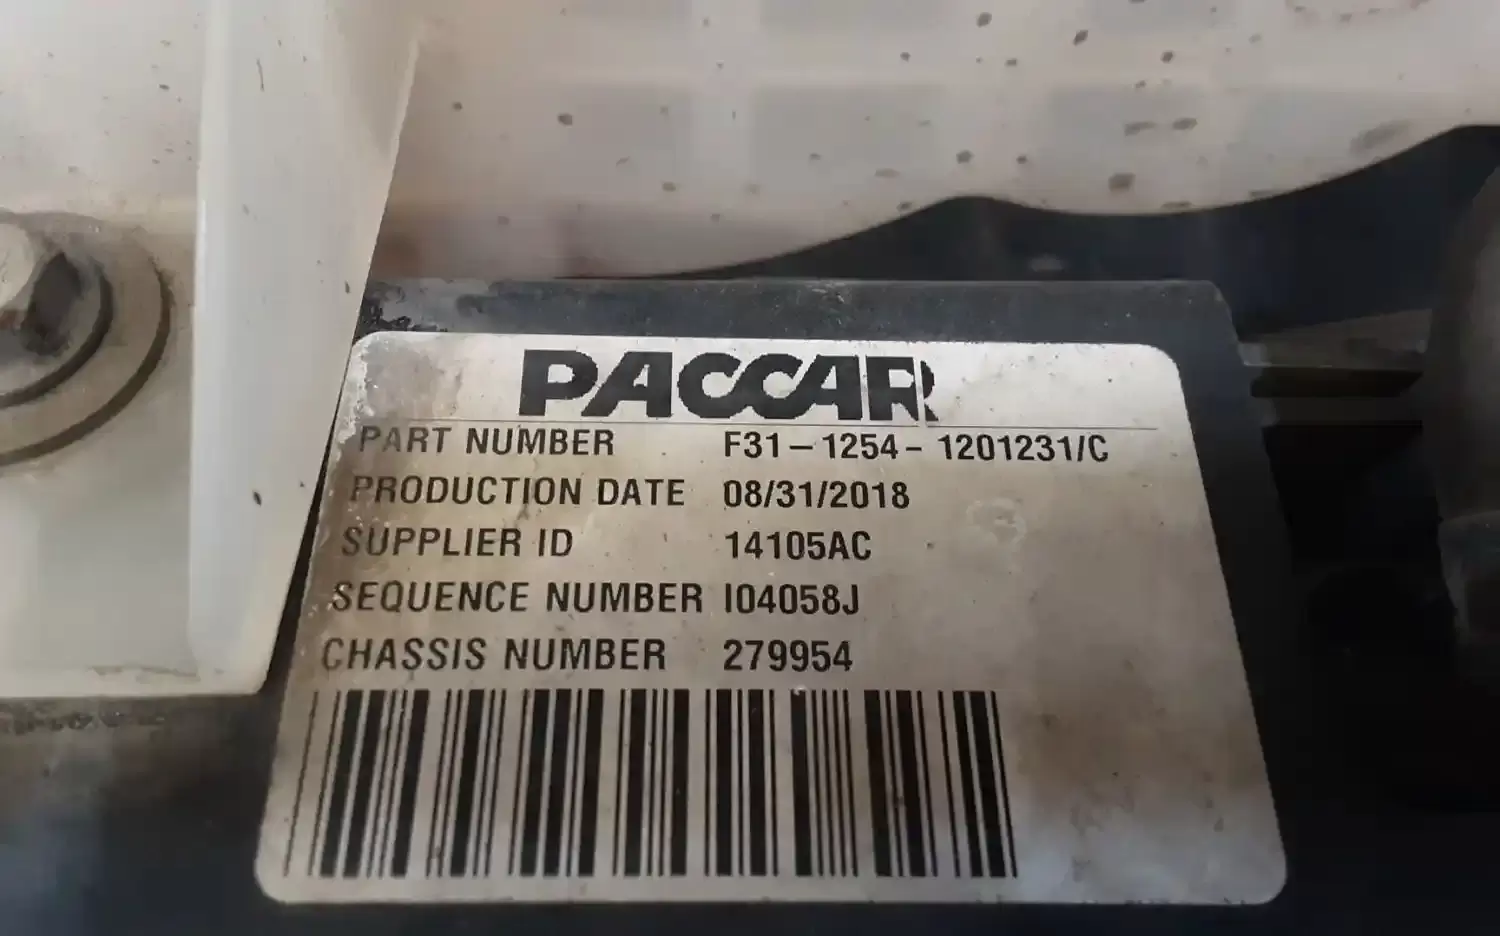 PACCAR
PART NUMBER F31-1254-1201231/C
PRODUCTION DATE 08/31/2018
SUPPLIER ID 14105AC
SEQUENCE NUMBER I04058J
CHASSIS NUMBER 279954